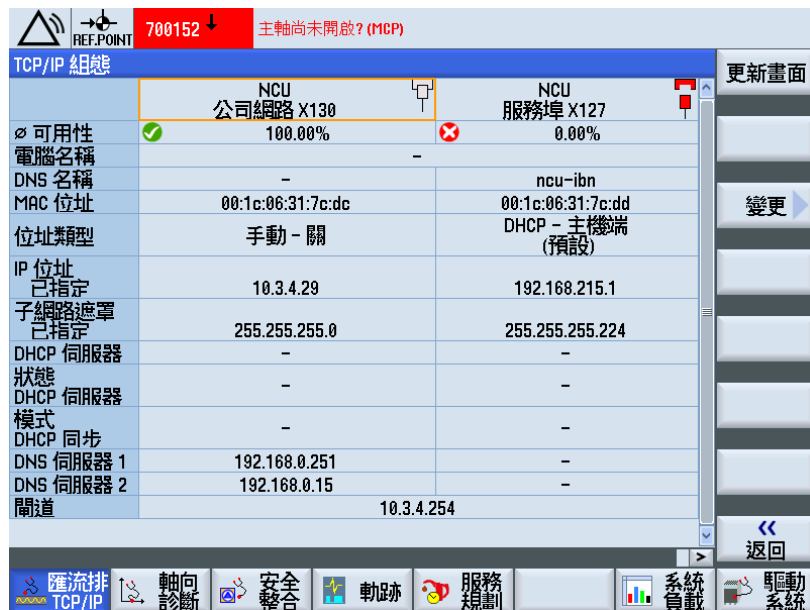 REF.POINT
700152
主軸尚未開啟? (MCP)
TCP/IP 組態
更新畫面
NCU
公司網路 X130
NCU
服務埠 X127
ø 可用性 100.00% 0.00%
電腦名稱 -
DNS 名稱 - ncu-ibn
MAC 位址 00:1c:06:31:7c:dc 00:1c:06:31:7c:dd
變更
位址類型 手動 - 關 DHCP - 主機端
(預設)
IP 位址
已指定 10.3.4.29 192.168.215.1
子網路遮罩
已指定 255.255.255.0 255.255.255.224
DHCP 伺服器 - -
狀態
DHCP 伺服器 - -
模式
DHCP 同步 - -
DNS 伺服器 1 192.168.0.251 -
DNS 伺服器 2 192.168.0.15 -
閘道 10.3.4.254
«
返回
>
匯流排
TCP/IP
軸向
診斷
安全
整合
軌跡
服務
規劃
系統
負載
驅動
系統